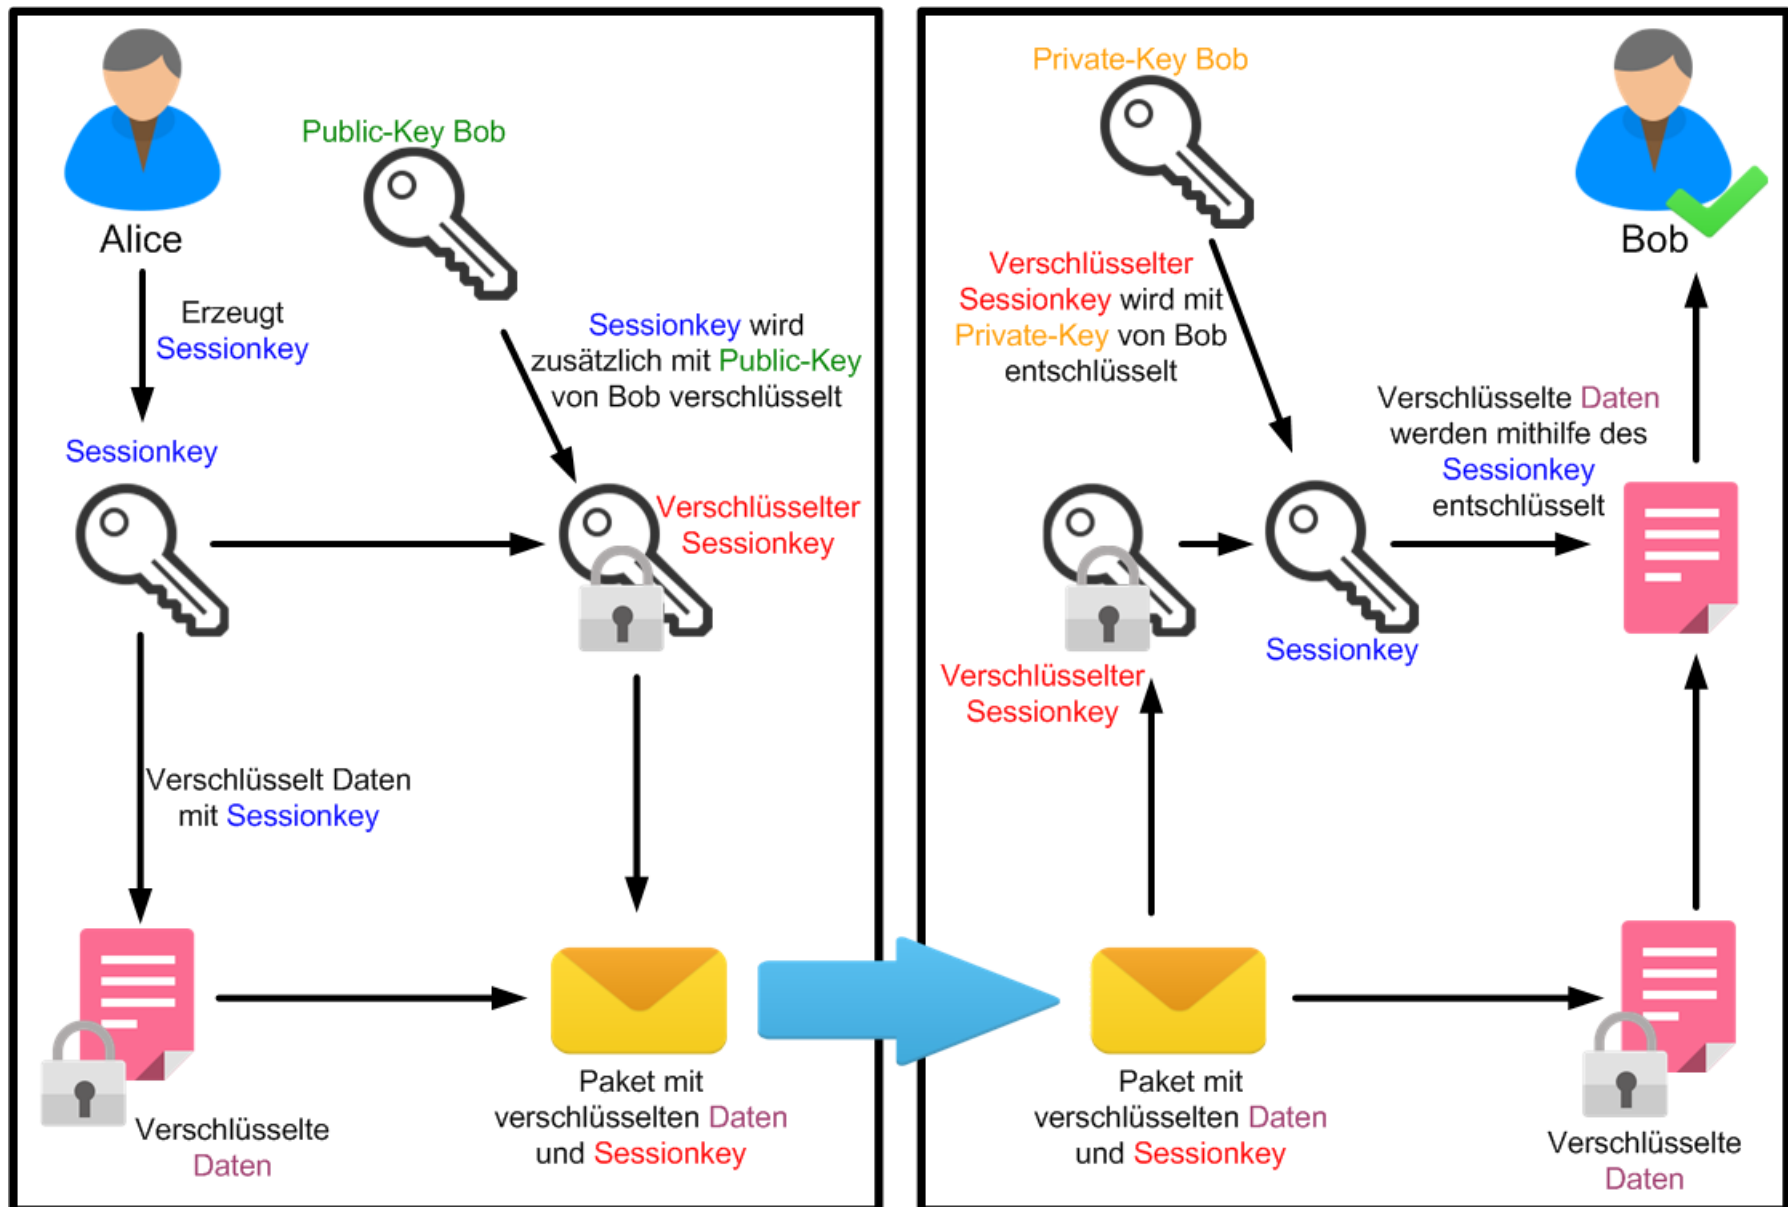 Alice
Public-Key Bob
Erzeugt
Sessionkey
Sessionkey wird
zusätzlich mit Public-Key
von Bob verschlüsselt
Sessionkey
Verschlüsselter
Sessionkey
Verschlüsselt Daten
mit Sessionkey
Verschlüsselte
Daten
Paket mit
verschlüsselten Daten
und Sessionkey
Private-Key Bob
Bob
Verschlüsselter
Sessionkey wird mit
Private-Key von Bob
entschlüsselt
Verschlüsselte Daten
werden mithilfe des
Sessionkey
entschlüsselt
Sessionkey
Verschlüsselter
Sessionkey
Paket mit
verschlüsselten Daten
und Sessionkey
Verschlüsselte
Daten